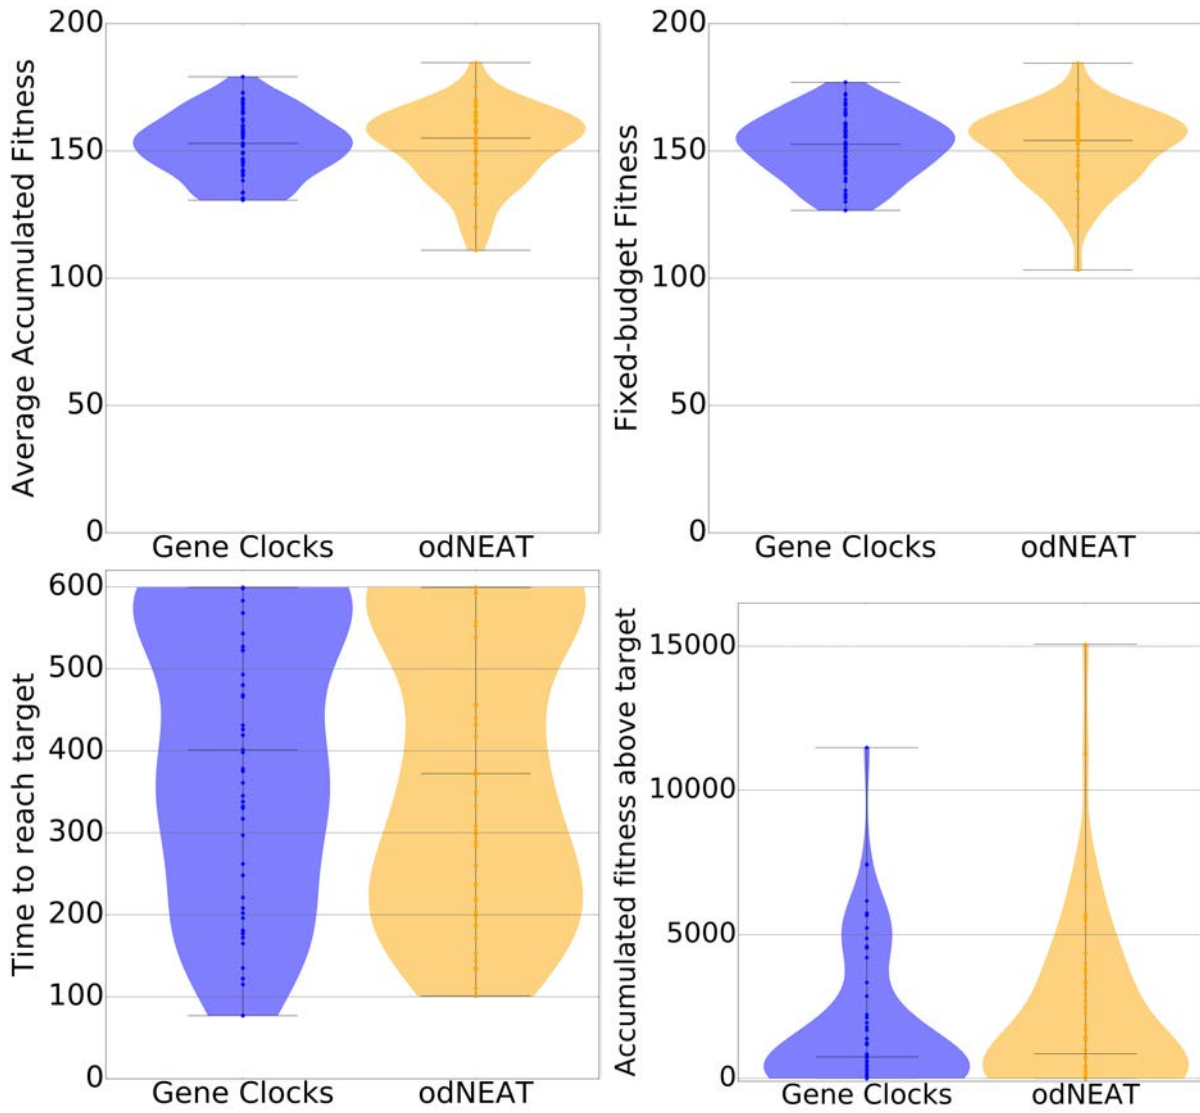 Average Accumulated Fitness
200
150
100
50
0
Gene Clocks
odNEAT
Fixed-budget Fitness
200
150
100
50
0
Gene Clocks
odNEAT
Time to reach target
600
500
400
300
200
100
0
Gene Clocks
odNEAT
Accumulated fitness above target
15000
10000
5000
0
Gene Clocks
odNEAT